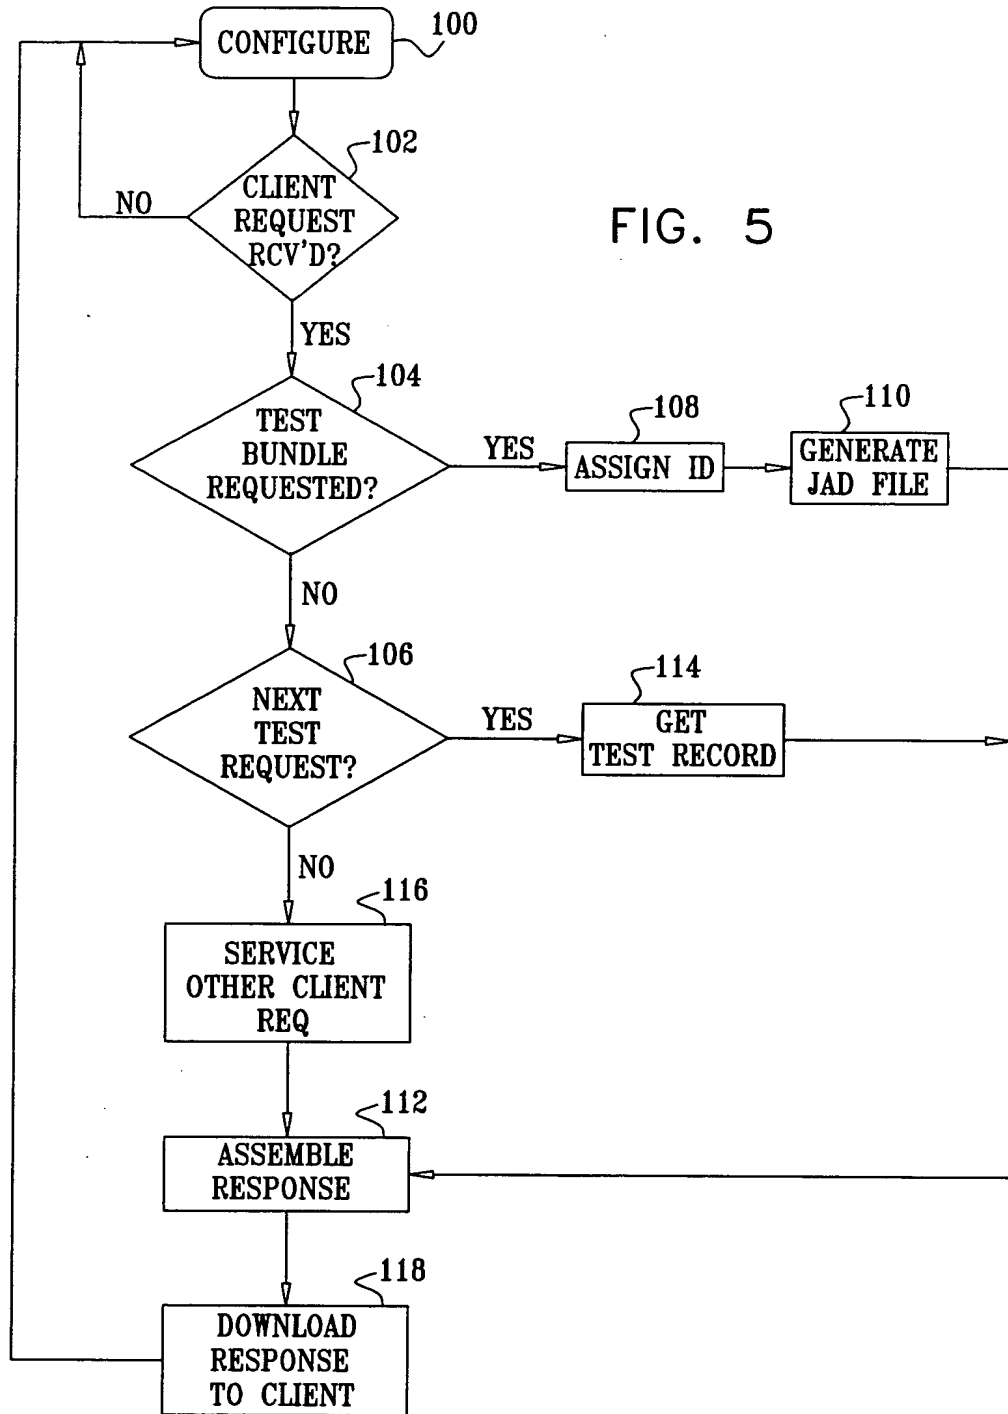 100
CONFIGURE
102
CLIENT
REQUEST
RCV'D?
NO
FIG. 5
YES
104
TEST
BUNDLE
REQUESTED?
YES
108
ASSIGN ID
110
GENERATE
JAD FILE
NO
106
NEXT
TEST
REQUEST?
YES
114
GET
TEST RECORD
NO
116
SERVICE
OTHER CLIENT
REQ
112
ASSEMBLE
RESPONSE
118
DOWNLOAD
RESPONSE
TO CLIENT